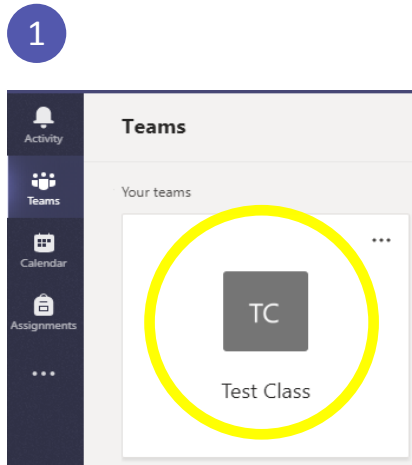 1
Activity
Teams
Calendar
Assignments
...
Teams
Your teams
...
TC
Test Class